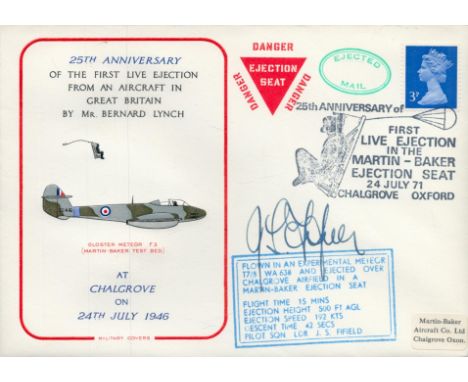 25TH ANNIVERSARY
OF THE FIRST LIVE EJECTION
FROM AN AIRCRAFT IN
GREAT BRITAIN
BY MR. BERNARD LYNCH
GLOSTER METEOR F3
(MARTIN-BAKER TEST BED)
AT
CHALGROVE
ON
24TH JULY 1946
MILITARY COVERS
DANGER
DANGER
DANGER
EJECTION
SEAT
EJECTED
MAIL
3P
25th ANNIVERSARY of
FIRST
LIVE EJECTION
IN THE
MARTIN-BAKER
EJECTION SEAT
24 JULY 71
CHALGROVE OXFORD
FLOWN IN AN EXPERIMENTAL METEOR
T7/8 WA 638 AND EJECTED OVER
CHALGROVE AIRFIELD IN A
MARTIN-BAKER EJECTION SEAT
FLIGHT TIME 15 MINS
EJECTION HEIGHT 500 FT AGL
EJECTION SPEED 192 KTS
DESCENT TIME 42 SECS
PILOT SQN LDR J. S. FIFIELD
Martin-Baker
Aircraft Co. Ltd
Chalgrove Oxon.